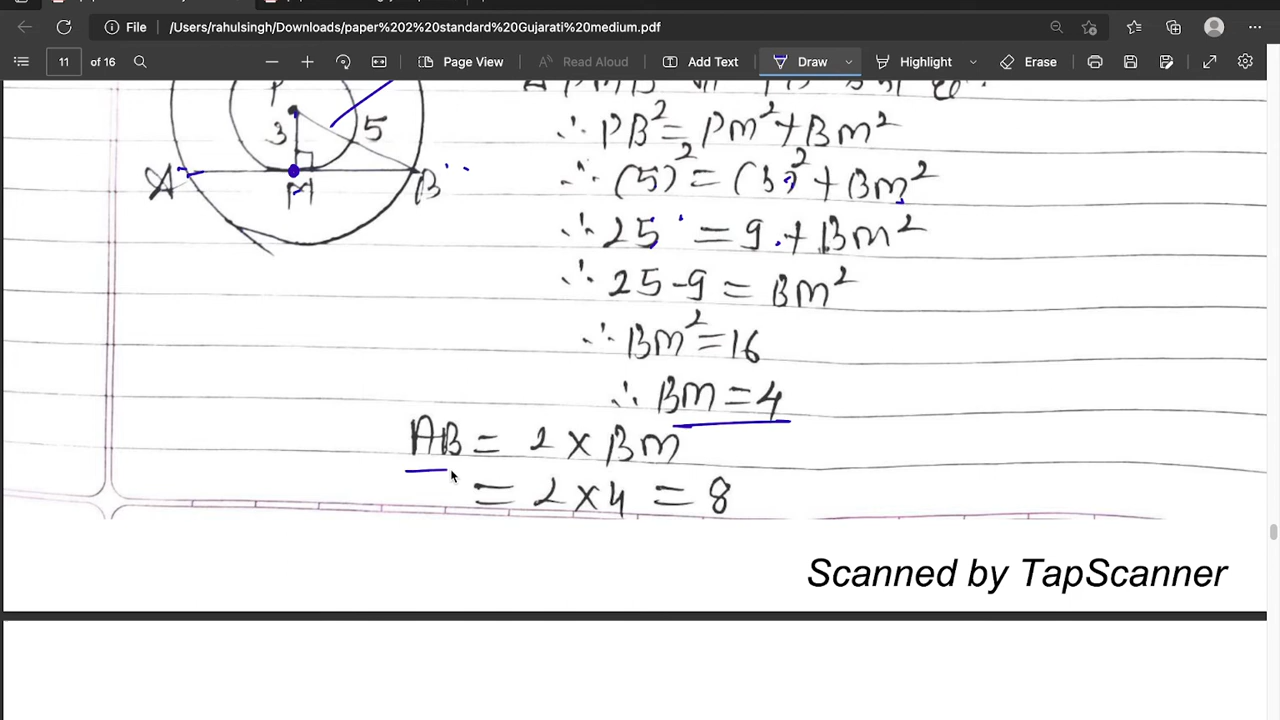 File /Users/rahulsingh/Downloads/paper%202%20standard%20Gujarati%20medium.pdf
11 of 16
Page View
Read Aloud
Add Text
Draw
Highlight
Erase
P
3
5
A
M
B
∴ PB²= PM²+BM²
∴ (5)² = (3)²+BM²
∴ 25 = 9 + BM²
∴ 25-9 = BM²
∴ BM²=16
∴ BM = 4
AB = 2 × BM
= 2×4 = 8
Scanned by TapScanner